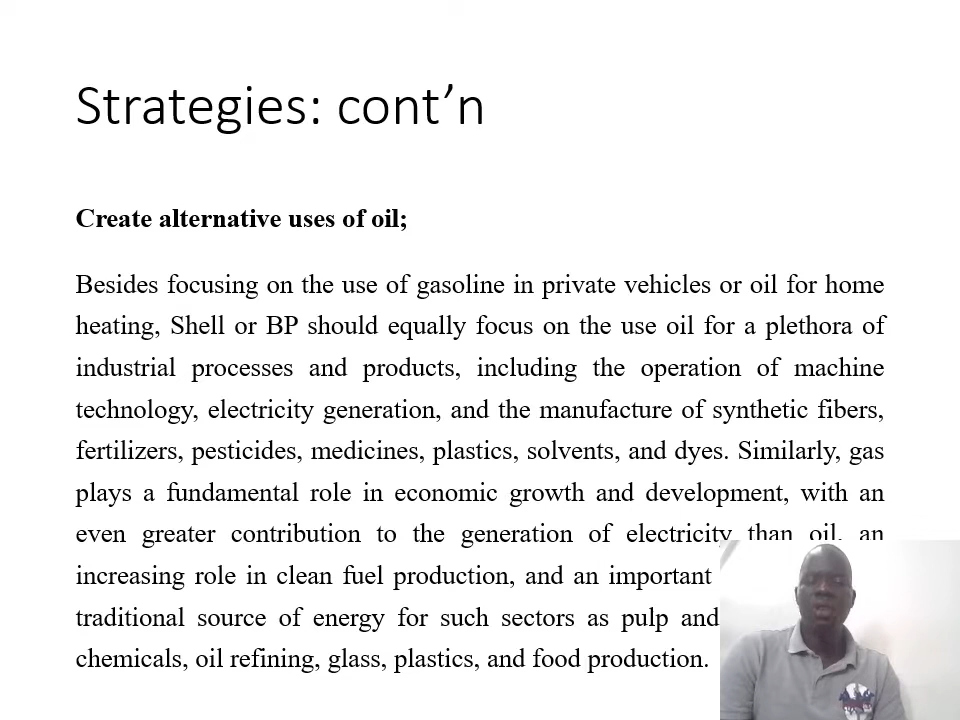 Strategies: cont’n
Create alternative uses of oil;
Besides focusing on the use of gasoline in private vehicles or oil for home
heating, Shell or BP should equally focus on the use oil for a plethora of
industrial processes and products, including the operation of machine
technology, electricity generation, and the manufacture of synthetic fibers,
fertilizers, pesticides, medicines, plastics, solvents, and dyes. Similarly, gas
plays a fundamental role in economic growth and development, with an
even greater contribution to the generation of electricity than oil, an
increasing role in clean fuel production, and an important
traditional source of energy for such sectors as pulp and
chemicals, oil refining, glass, plastics, and food production.